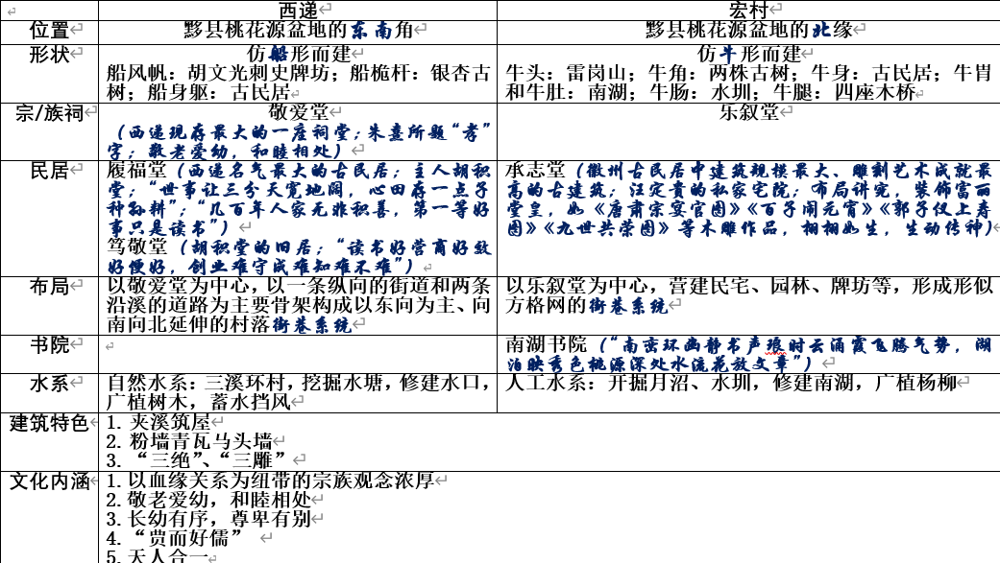 西递 宏村
位置 黟县桃花源盆地的东南角 黟县桃花源盆地的北缘
形状 仿船形而建 仿牛形而建
船风帆：胡文光刺史牌坊；船桅杆：银杏古
树；船身躯：古民居
牛头：雷岗山；牛角：两株古树；牛身：古民居；牛胃
和牛肚：南湖；牛肠：水圳；牛腿：四座木桥
宗/族祠 敬爱堂 乐叙堂
（西递现存最大的一座祠堂；朱熹所题“孝”
字；敬老爱幼，和睦相处）
民居 履福堂（西递名气最大的古民居；主人胡积
堂；“世事让三分天宽地阔，心田存一点子
种孙耕”；“几百年人家无非积善，第一等好
事只是读书”）
笃敬堂（胡积堂的旧居；“读书好营商好效
好便好，创业难守成难知难不难”）
承志堂（徽州古民居中建筑规模最大、雕刻艺术成就最
高的古建筑；汪定贵的私家宅院；布局讲究，装饰富丽
堂皇，如《唐肃宗宴官图》《百子闹元宵》《郭子仪上寿
图》《九世共荣图》等木雕作品，栩栩如生，生动传神）
布局 以敬爱堂为中心，以一条纵向的街道和两条
沿溪的道路为主要骨架构成以东向为主、向
南向北延伸的村落街巷系统
以乐叙堂为中心，营建民宅、园林、牌坊等，形成形似
方格网的街巷系统
书院 南湖书院（“南峦环幽静书声琅时云涌霞飞腾气势，湖
泊映秀色桃源深处水流花放文章”）
水系 自然水系：三溪环村，挖掘水塘，修建水口，
广植树木，蓄水挡风
人工水系：开掘月沼、水圳，修建南湖，广植杨柳
建筑特色 1. 夹溪筑屋
2. 粉墙青瓦马头墙
3. “三绝”、“三雕”
文化内涵 1. 以血缘关系为纽带的宗族观念浓厚
2. 敬老爱幼，和睦相处
3. 长幼有序，尊卑有别
4. “贾而好儒”
5. 天人合一